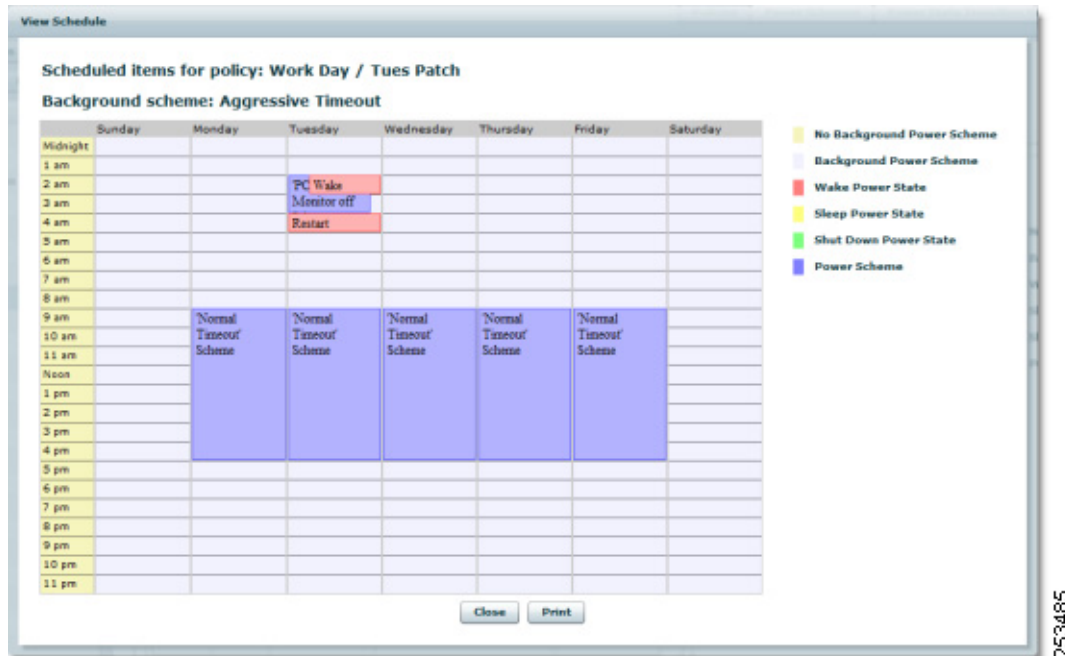 View Schedule
Scheduled items for policy: Work Day / Tues Patch
Background scheme: Aggressive Timeout
Sunday Monday Tuesday Wednesday Thursday Friday Saturday
Midnight
1 am
2 am 'PC Wake
3 am Monitor off
4 am Restart
5 am
6 am
7 am
8 am
9 am 'Normal 'Normal 'Normal 'Normal 'Normal
10 am Timeout' Timeout' Timeout' Timeout' Timeout'
11 am Scheme Scheme Scheme Scheme Scheme
Noon
1 pm
2 pm
3 pm
4 pm
5 pm
6 pm
7 pm
8 pm
9 pm
10 pm
11 pm
No Background Power Scheme
Background Power Scheme
Wake Power State
Sleep Power State
Shut Down Power State
Power Scheme
Close Print
253485